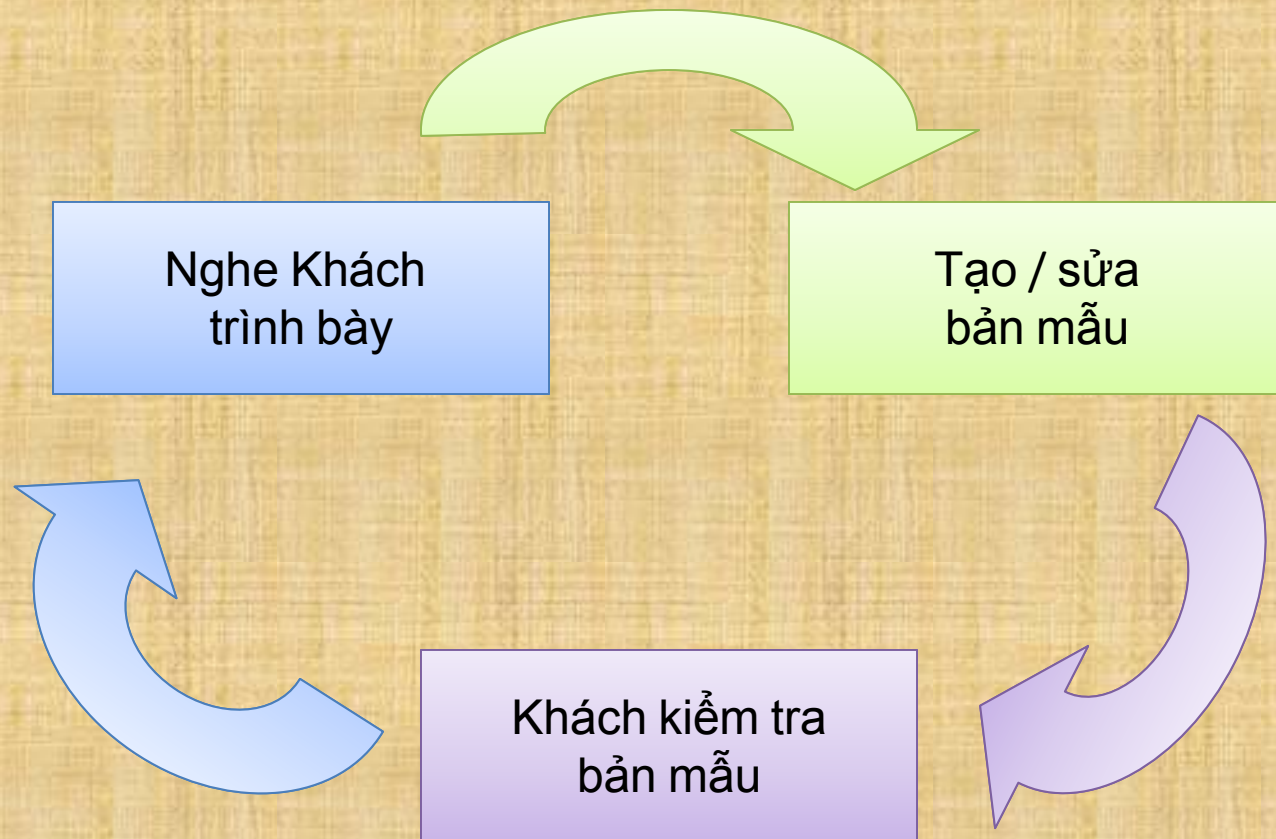 Nghe Khách
trình bày
Tạo / sửa
bản mẫu
Khách kiểm tra
bản mẫu